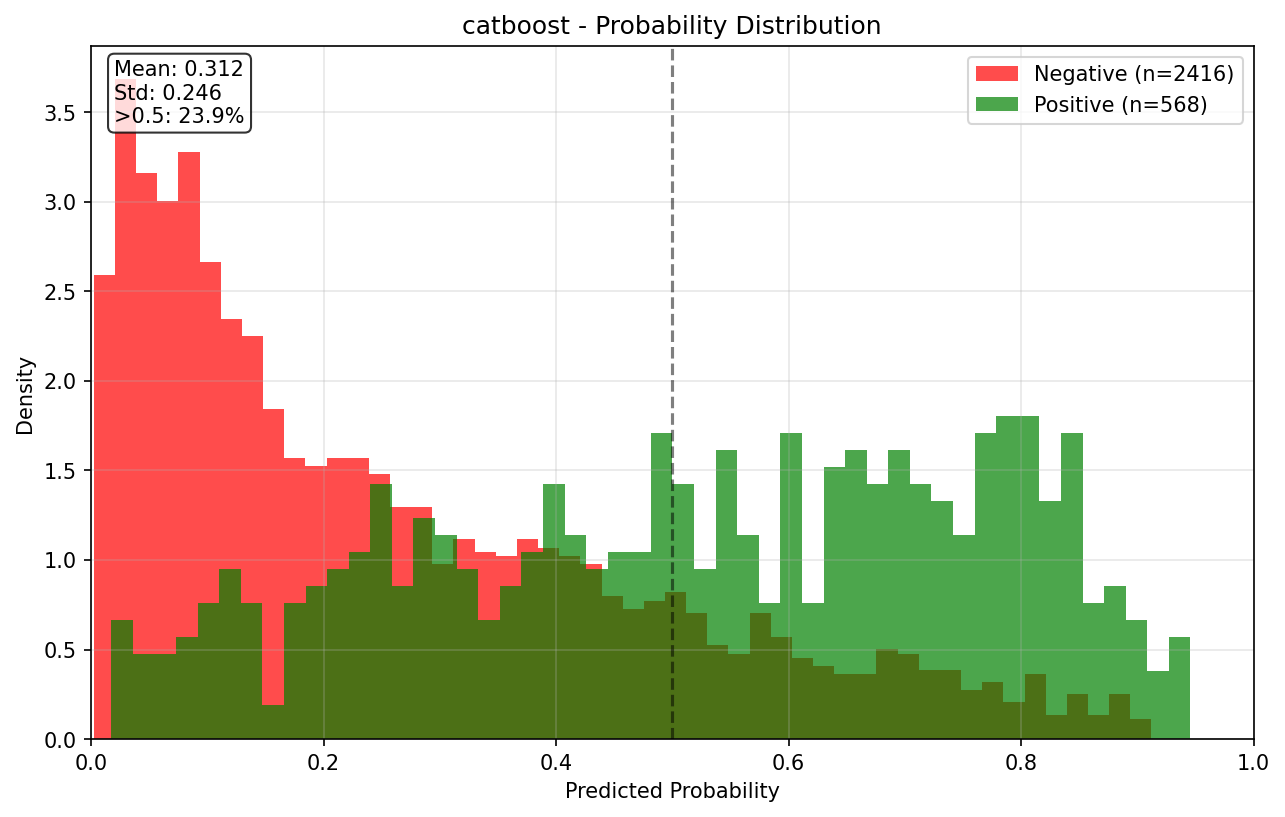 catboost - Probability Distribution
Mean: 0.312
Std: 0.246
>0.5: 23.9%
Negative (n=2416)
Positive (n=568)
3.5
3.0
2.5
2.0
1.5
1.0
0.5
0.0
Density
0.0 0.2 0.4 0.6 0.8 1.0
Predicted Probability